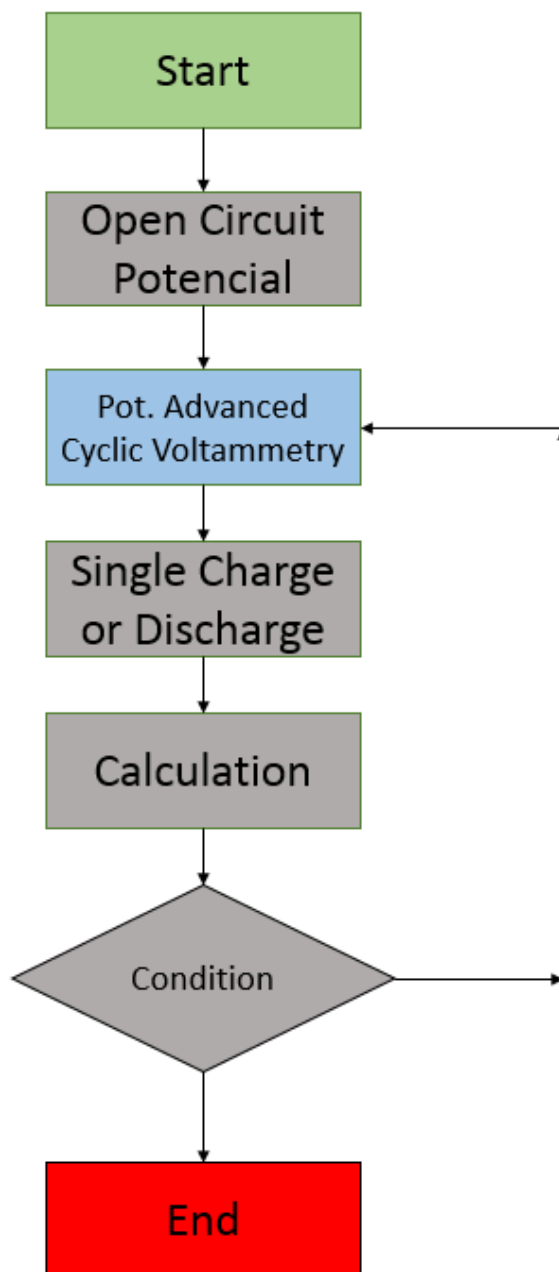 Start
Open Circuit
Potencial
Pot. Advanced
Cyclic Voltammetry
Single Charge
or Discharge
Calculation
Condition
End